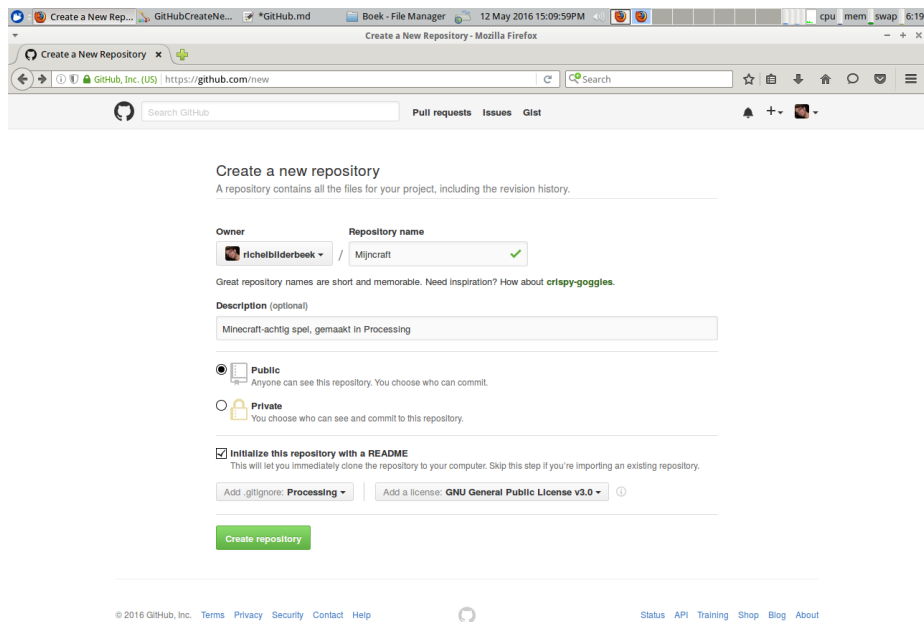 Create a New Rep... GitHubCreateNe... *GitHub.md Boek - File Manager 12 May 2016 15:09:59PM cpu mem swap 6:19
Create a New Repository - Mozilla Firefox
Create a New Repository
GitHub, Inc. (US) https://github.com/new Search
Search GitHub Pull requests Issues Gist
Create a new repository
A repository contains all the files for your project, including the revision history.
Owner Repository name
richelbilderbeek / Mijncraft
Great repository names are short and memorable. Need inspiration? How about crispy-goggles.
Description (optional)
Minecraft-achtig spel, gemaakt in Processing
Public
Anyone can see this repository. You choose who can commit.
Private
You choose who can see and commit to this repository.
Initialize this repository with a README
This will let you immediately clone the repository to your computer. Skip this step if you're importing an existing repository.
Add .gitignore: Processing Add a license: GNU General Public License v3.0
Create repository
© 2016 GitHub, Inc. Terms Privacy Security Contact Help Status API Training Shop Blog About